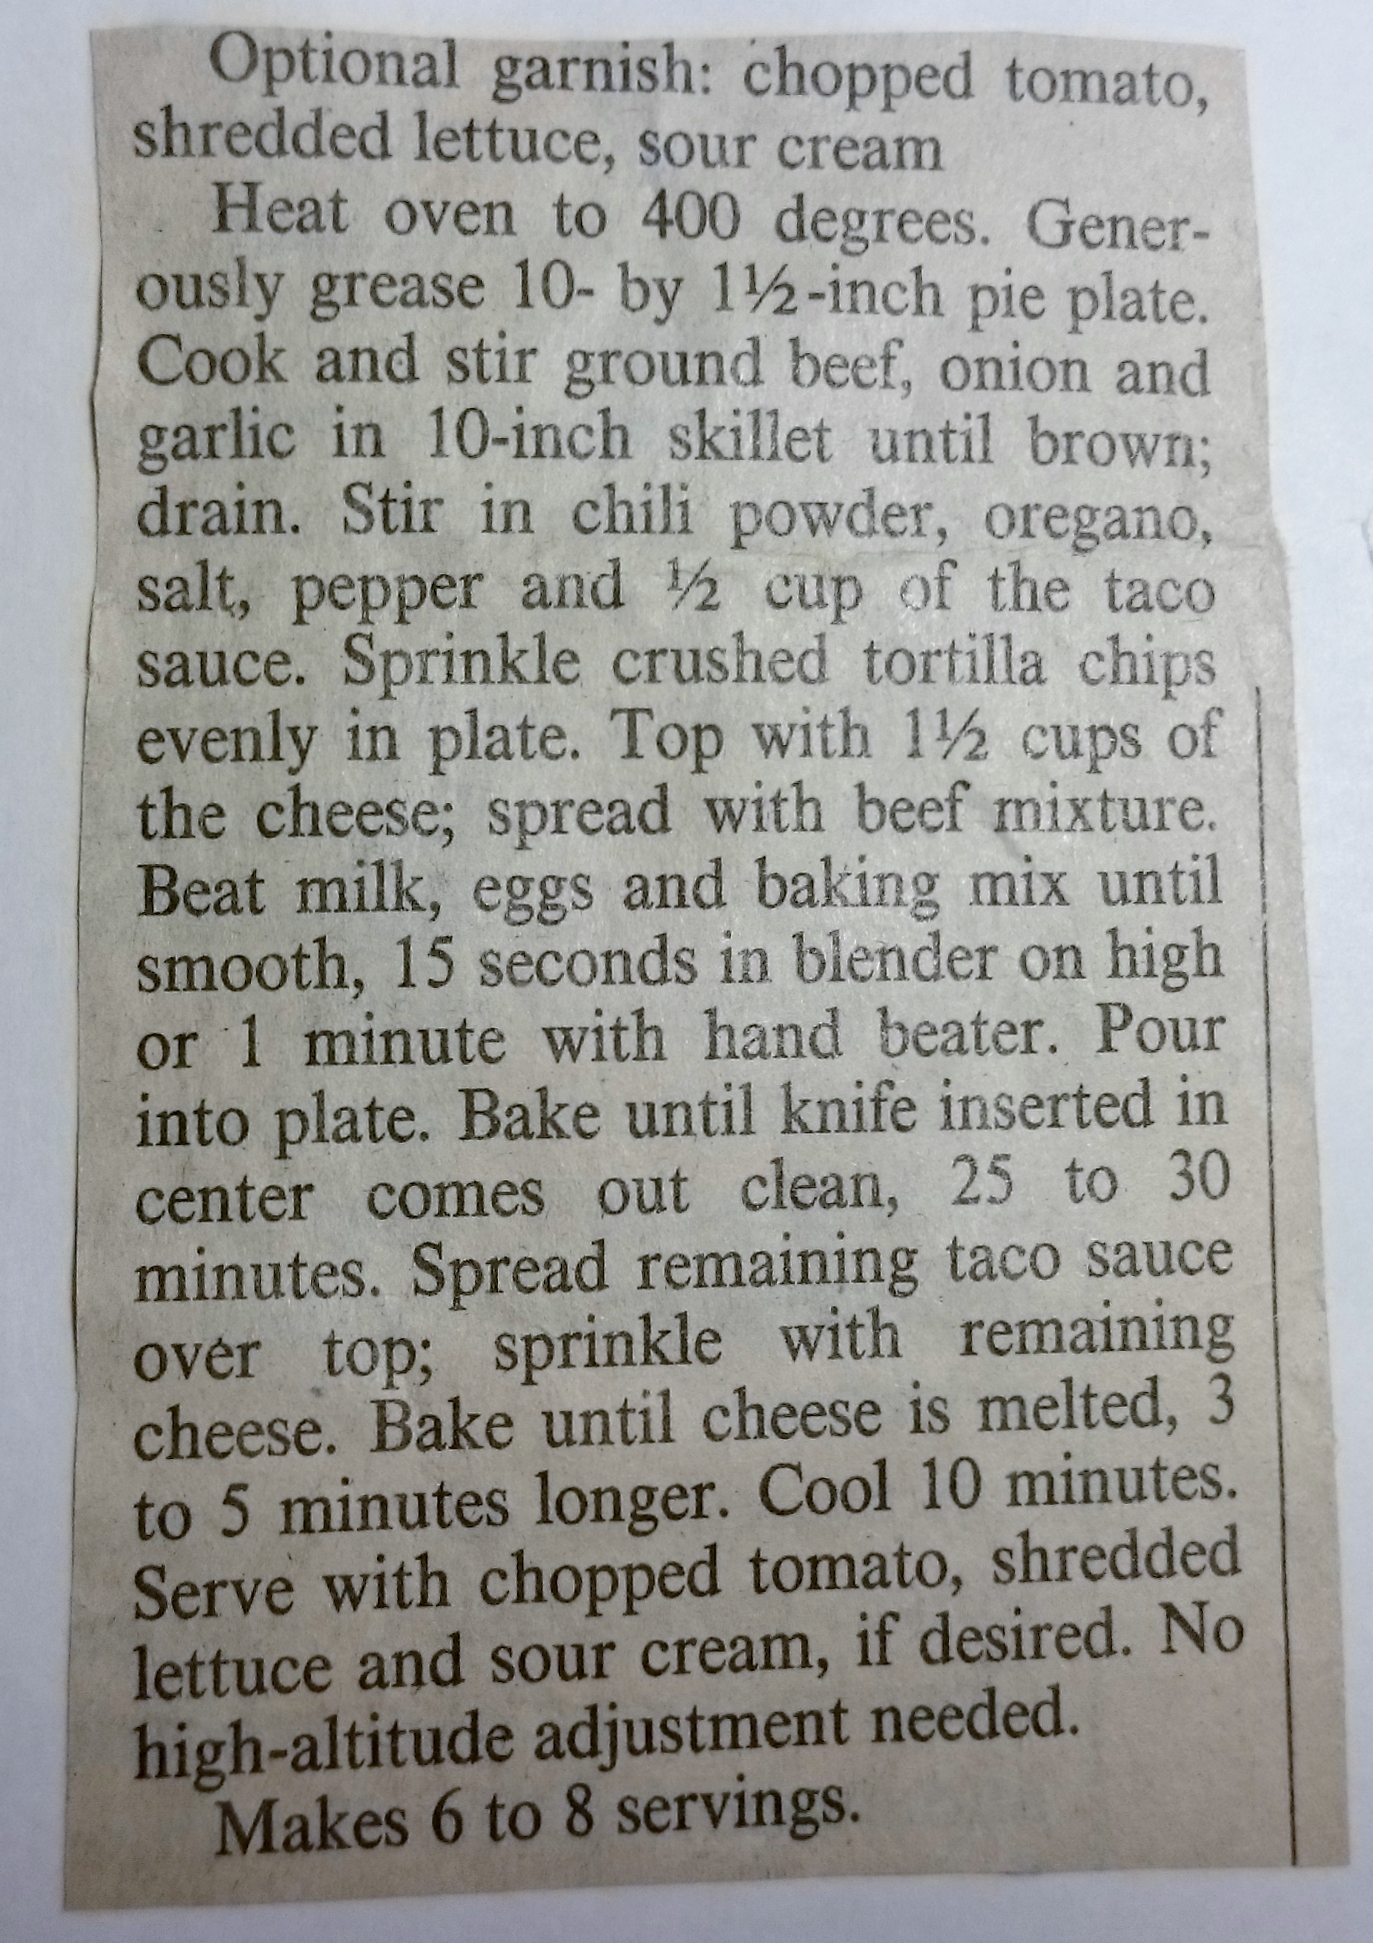 Optional garnish: chopped tomato,
shredded lettuce, sour cream
Heat oven to 400 degrees. Gener-
ously grease 10- by 1½-inch pie plate.
Cook and stir ground beef, onion and
garlic in 10-inch skillet until brown;
drain. Stir in chili powder, oregano,
salt, pepper and ½ cup of the taco
sauce. Sprinkle crushed tortilla chips
evenly in plate. Top with 1½ cups of
the cheese; spread with beef mixture.
Beat milk, eggs and baking mix until
smooth, 15 seconds in blender on high
or 1 minute with hand beater. Pour
into plate. Bake until knife inserted in
center comes out clean, 25 to 30
minutes. Spread remaining taco sauce
over top; sprinkle with remaining
cheese. Bake until cheese is melted, 3
to 5 minutes longer. Cool 10 minutes.
Serve with chopped tomato, shredded
lettuce and sour cream, if desired. No
high-altitude adjustment needed.
Makes 6 to 8 servings.